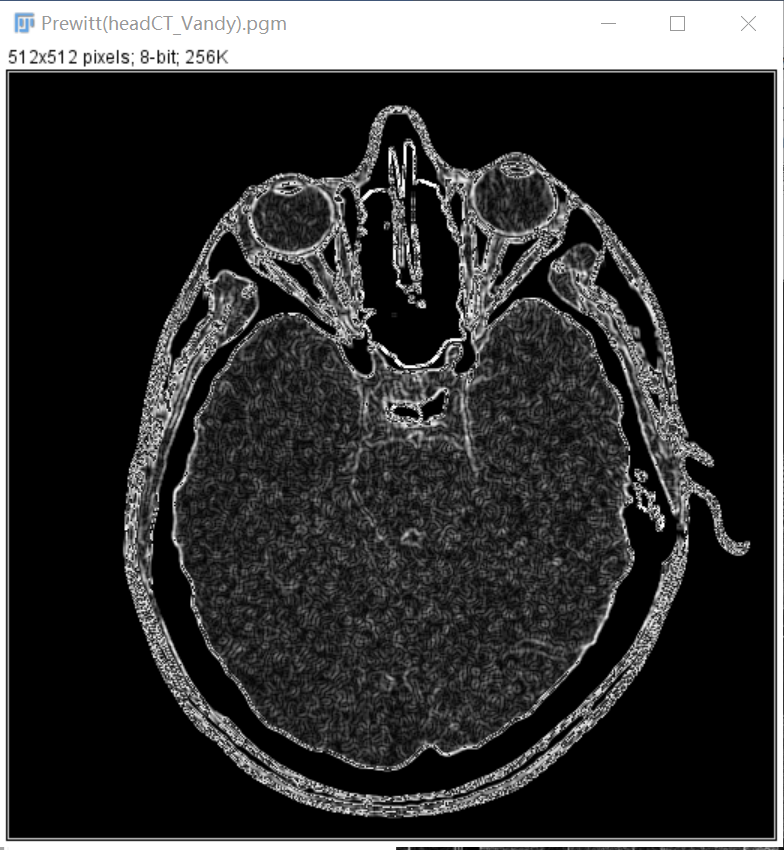 Prewitt(headCT_Vandy).pgm
512x512 pixels; 8-bit; 256K